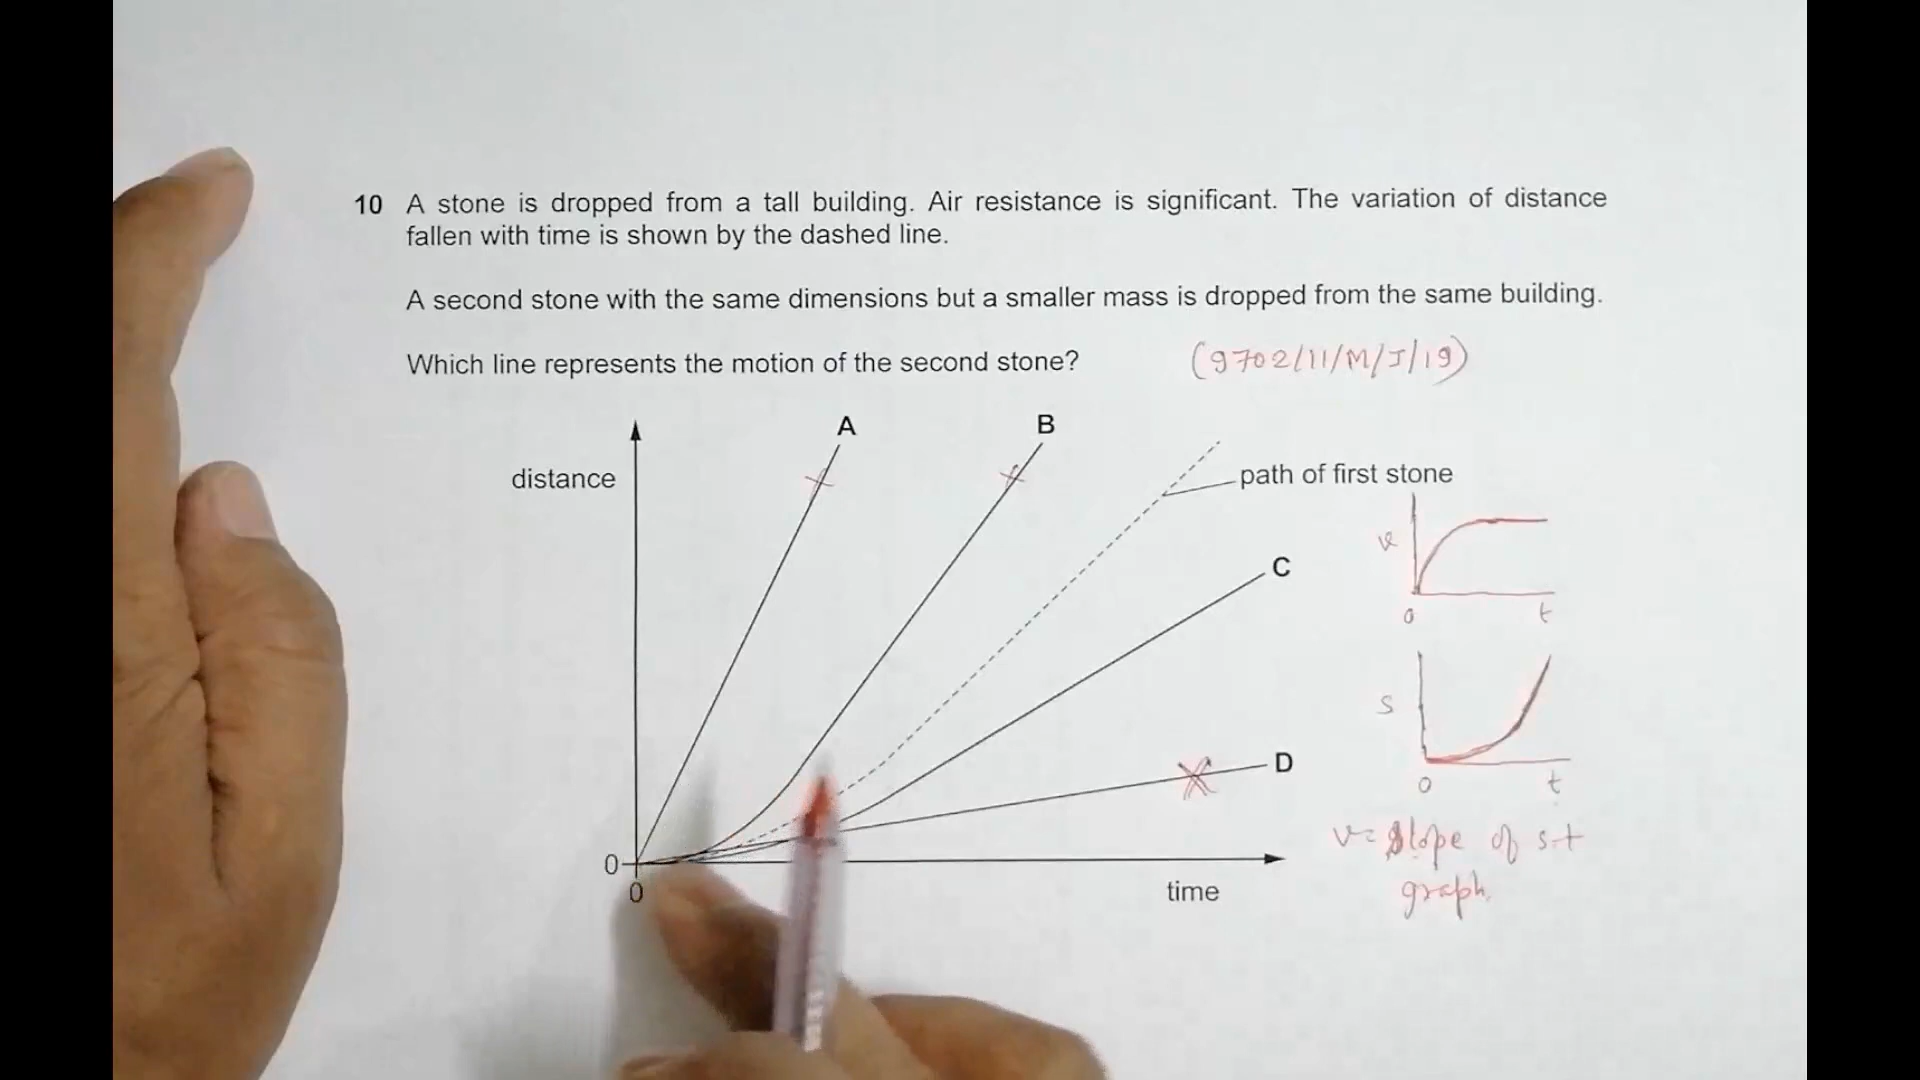 10 A stone is dropped from a tall building. Air resistance is significant. The variation of distance
fallen with time is shown by the dashed line.
A second stone with the same dimensions but a smaller mass is dropped from the same building.
Which line represents the motion of the second stone?
(9702/11/M/J/19)
A
B
distance
path of first stone
C
v
0
t
D
s
0
t
0
0
time
v= slope of s-t
graph.